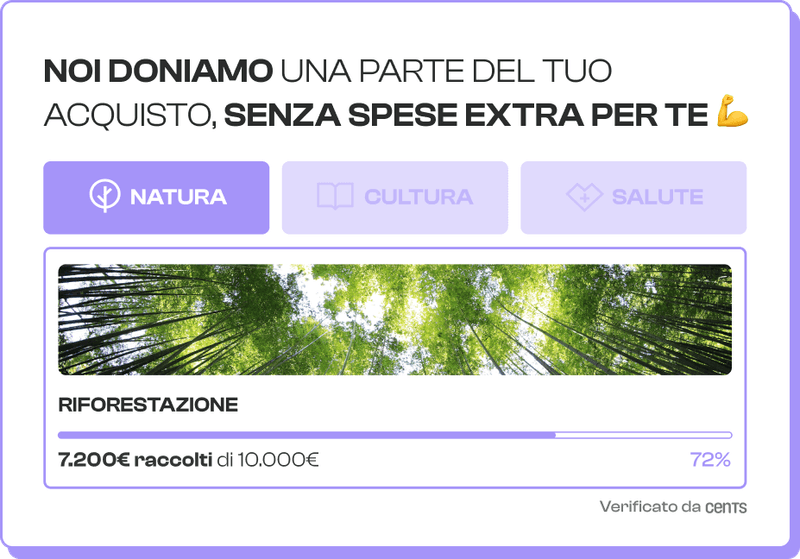 NOI DONIAMO UNA PARTE DEL TUO
ACQUISTO, SENZA SPESE EXTRA PER TE 💪
NATURA
CULTURA
SALUTE
RIFORESTAZIONE
7.200€ raccolti di 10.000€
72%
Verificato da cents